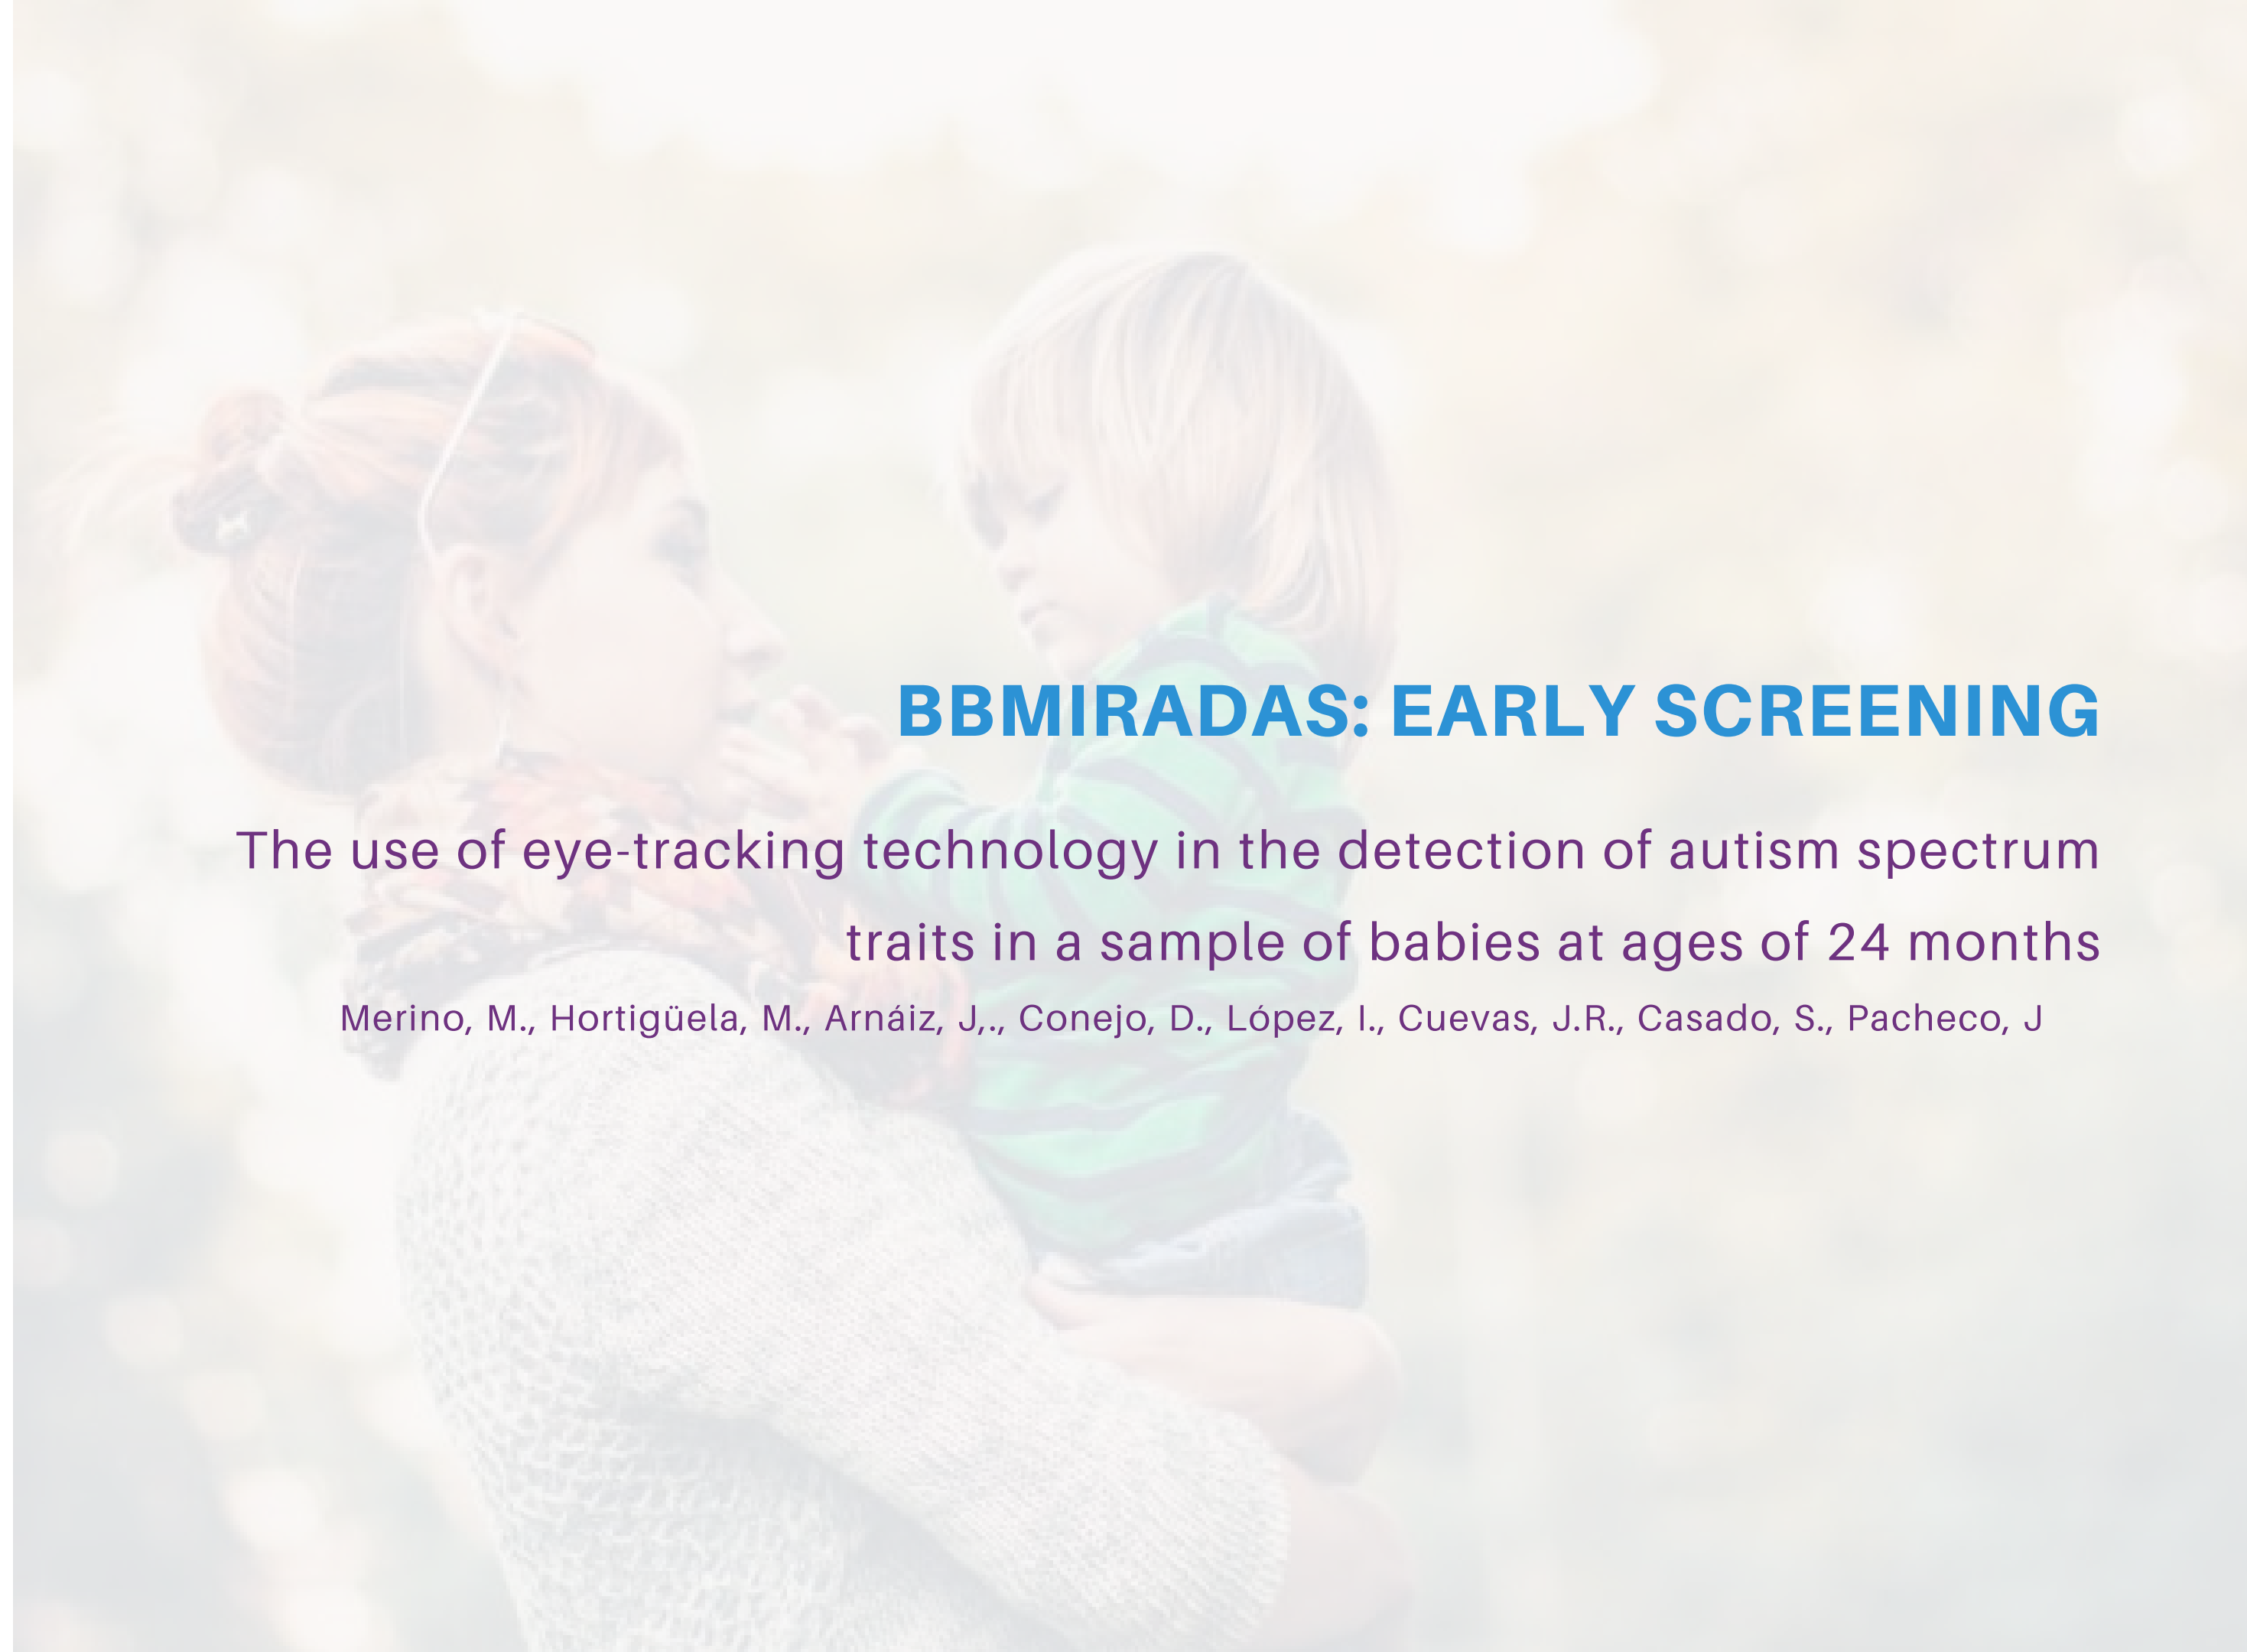 BBMIRADAS: EARLY SCREENING
The use of eye-tracking technology in the detection of autism spectrum
traits in a sample of babies at ages of 24 months
Merino, M., Hortigüela, M., Arnáiz, J,., Conejo, D., López, I., Cuevas, J.R., Casado, S., Pacheco, J